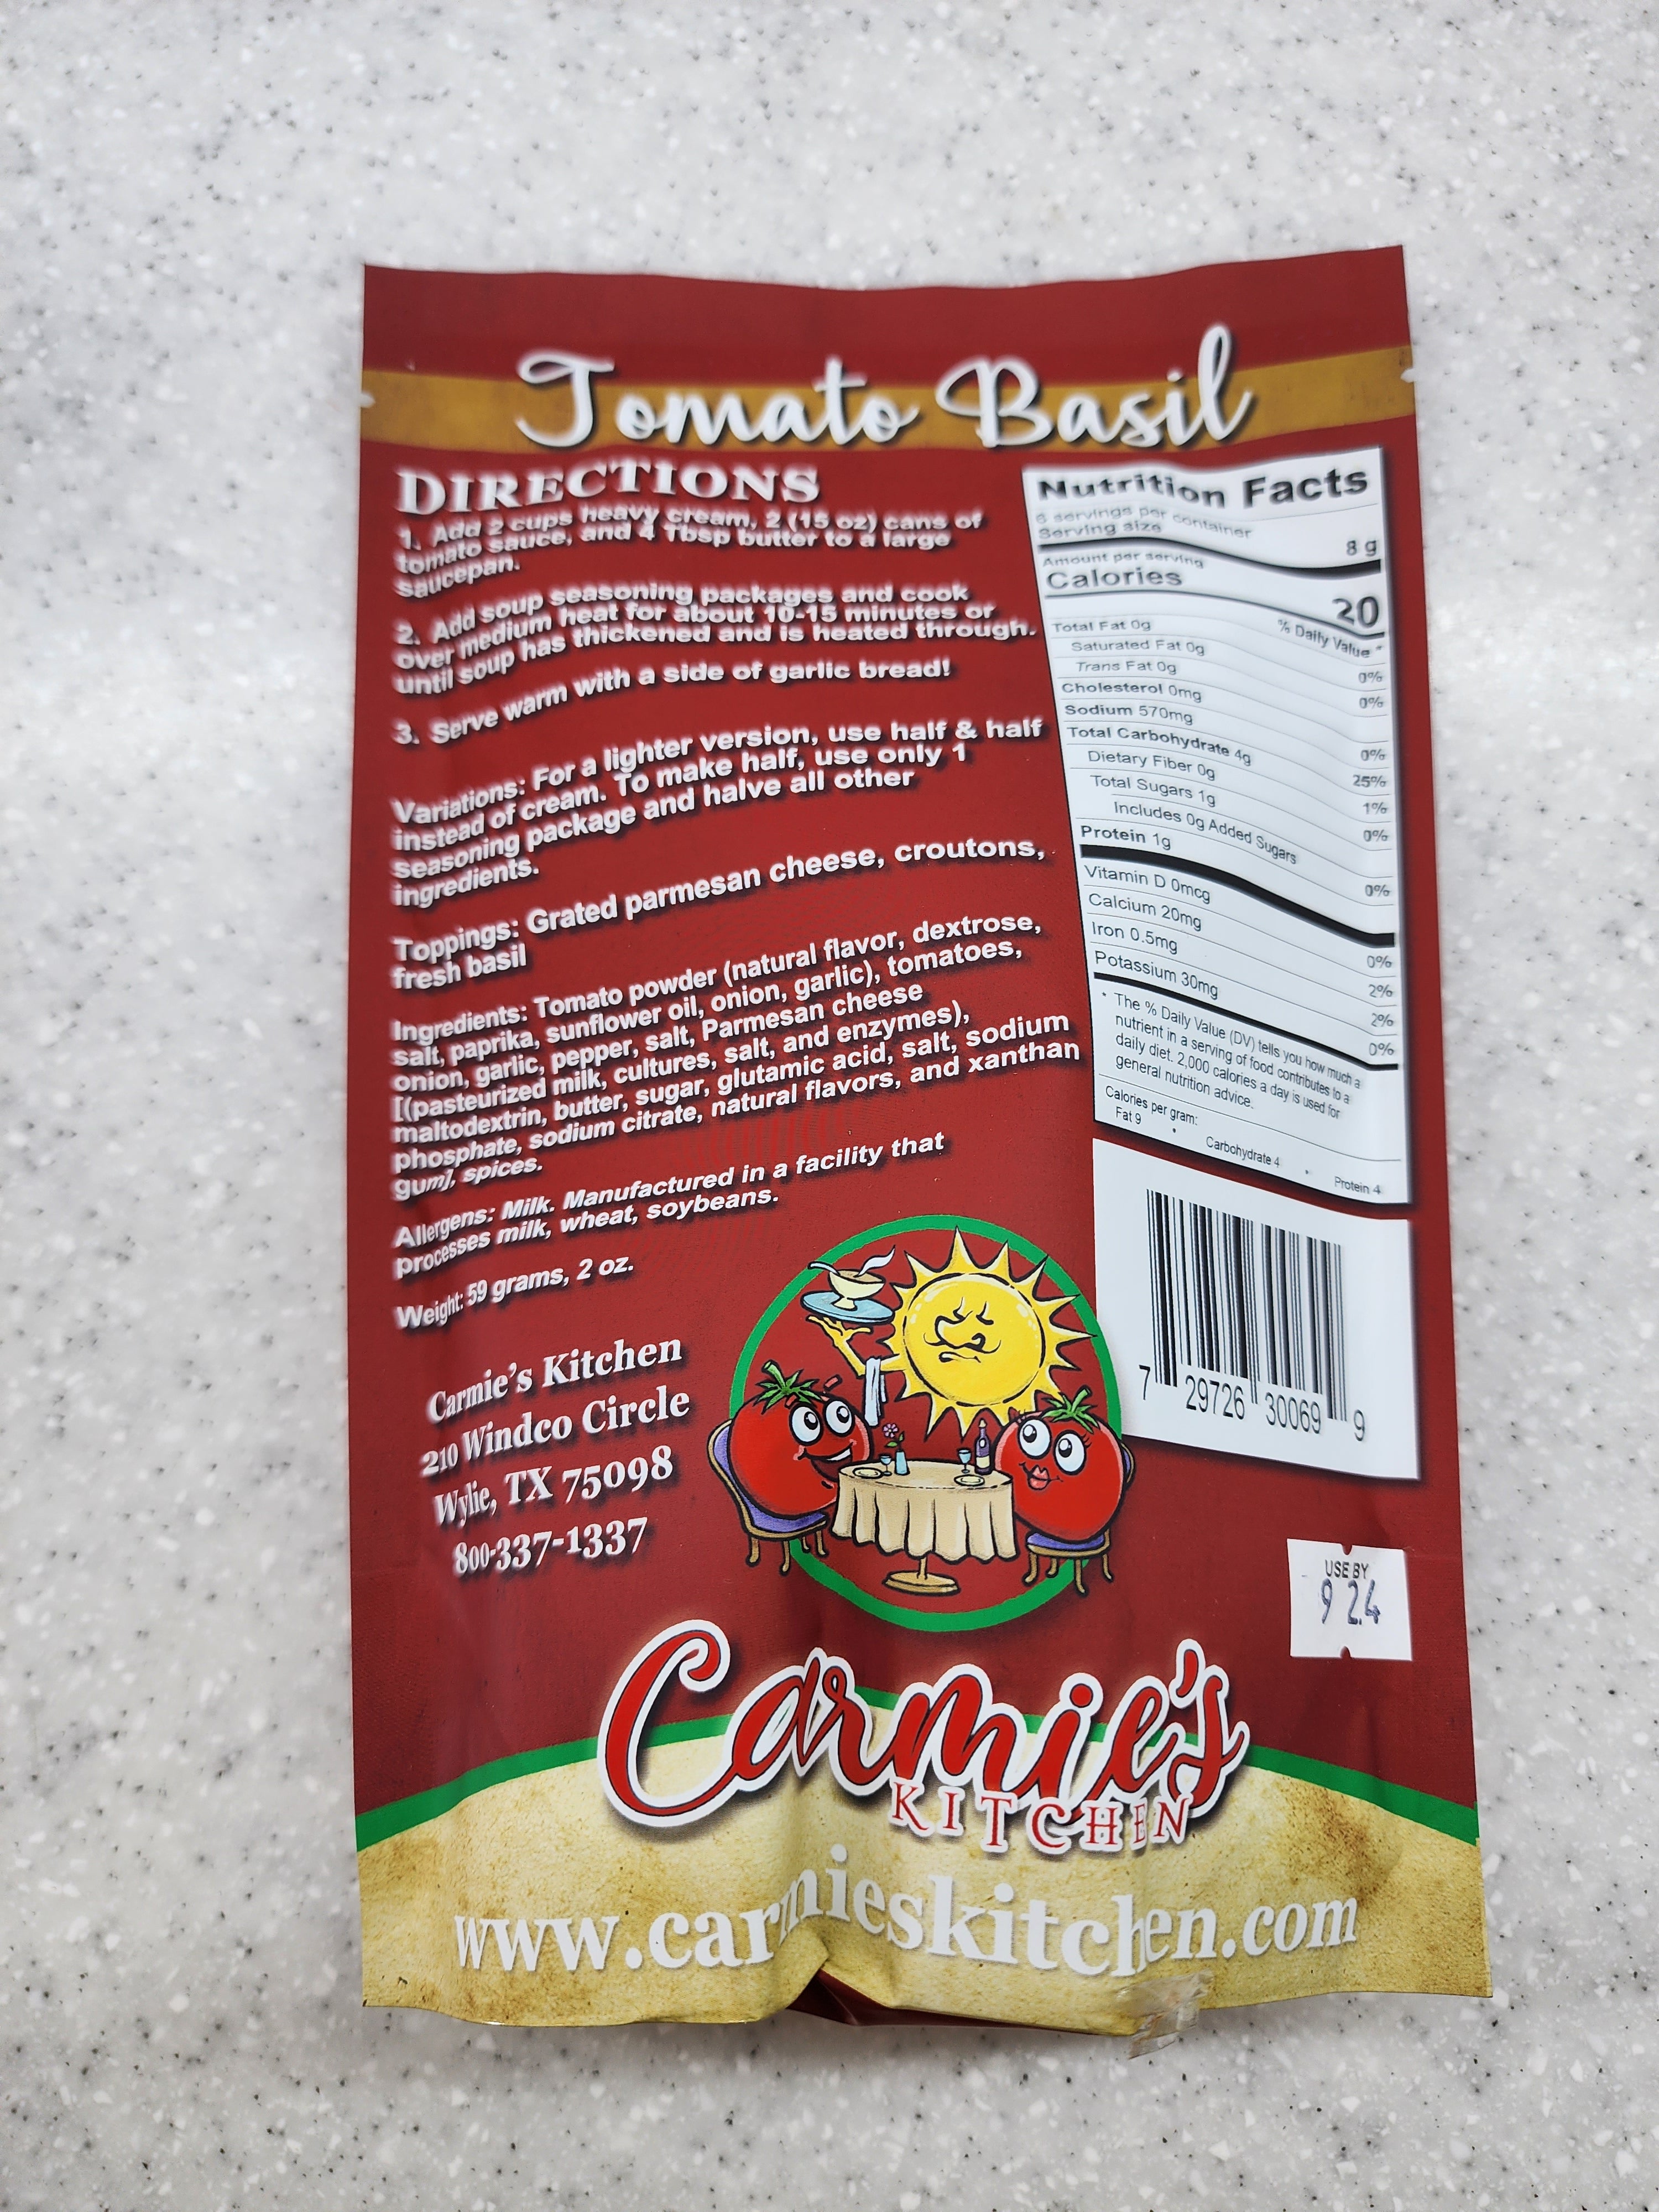 Tomato Basil
DIRECTIONS
1. Add 2 cups heavy cream, 2 (15 oz) cans of
tomato sauce, and 4 Tbsp butter to a large
saucepan.
2. Add soup seasoning packages and cook
over medium heat for about 10-15 minutes or
until soup has thickened and is heated through.
3. Serve warm with a side of garlic bread!
Variations: For a lighter version, use half & half
instead of cream. To make half, use only 1
seasoning package and halve all other
ingredients.
Toppings: Grated parmesan cheese, croutons,
fresh basil
Ingredients: Tomato powder (natural flavor, dextrose,
salt, paprika, sunflower oil, onion, garlic), tomatoes,
onion, garlic, pepper, salt, Parmesan cheese
[(pasteurized milk, cultures, salt, and enzymes),
maltodextrin, butter, sugar, glutamic acid, salt, sodium
phosphate, sodium citrate, natural flavors, and xanthan
gum], spices.
Allergens: Milk. Manufactured in a facility that
processes milk, wheat, soybeans.
Weight: 59 grams, 2 oz.
Carmie's Kitchen
210 Windco Circle
Wylie, TX 75098
800-337-1337
Nutrition Facts
6 servings per container
Serving size 8 g
Amount per serving
Calories 20
% Daily Value *
Total Fat 0g 0%
Saturated Fat 0g 0%
Trans Fat 0g
Cholesterol 0mg 0%
Sodium 570mg 25%
Total Carbohydrate 4g 1%
Dietary Fiber 0g 0%
Total Sugars 1g
Includes 0g Added Sugars 0%
Protein 1g
Vitamin D 0mcg 0%
Calcium 20mg 2%
Iron 0.5mg 2%
Potassium 30mg 0%
* The % Daily Value (DV) tells you how much a
nutrient in a serving of food contributes to a
daily diet. 2,000 calories a day is used for
general nutrition advice.
Calories per gram:
Fat 9 • Carbohydrate 4 • Protein 4
7 29726 30069 9
USE BY
9 24
Carmie's
KITCHEN
www.carmieskitchen.com